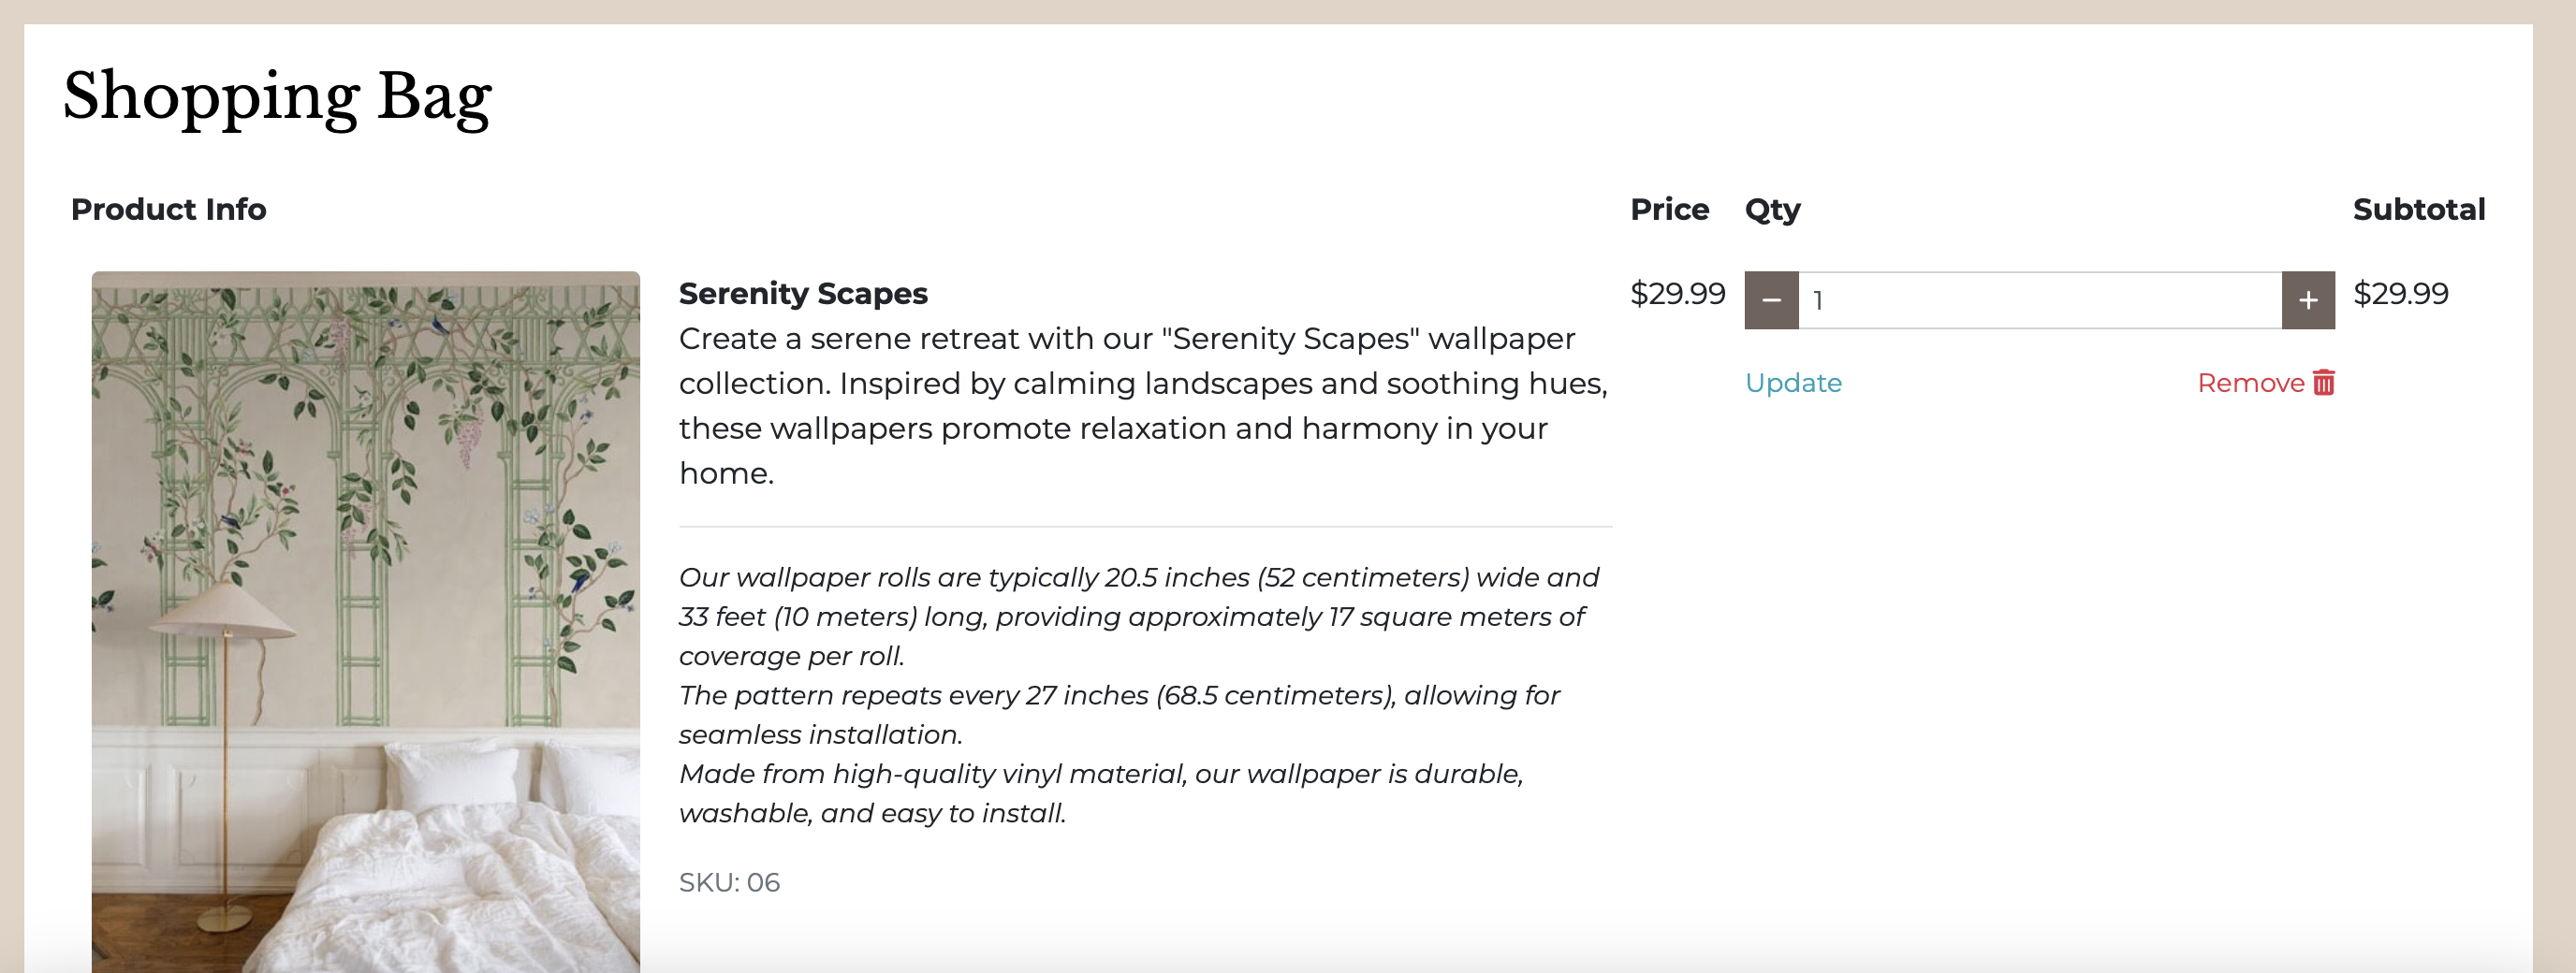 Shopping Bag
Product Info
Price
Qty
Subtotal
Serenity Scapes
$29.99
1
$29.99
Create a serene retreat with our "Serenity Scapes" wallpaper
collection. Inspired by calming landscapes and soothing hues,
these wallpapers promote relaxation and harmony in your
home.
Update
Remove
Our wallpaper rolls are typically 20.5 inches (52 centimeters) wide and
33 feet (10 meters) long, providing approximately 17 square meters of
coverage per roll.
The pattern repeats every 27 inches (68.5 centimeters), allowing for
seamless installation.
Made from high-quality vinyl material, our wallpaper is durable,
washable, and easy to install.
SKU: 06